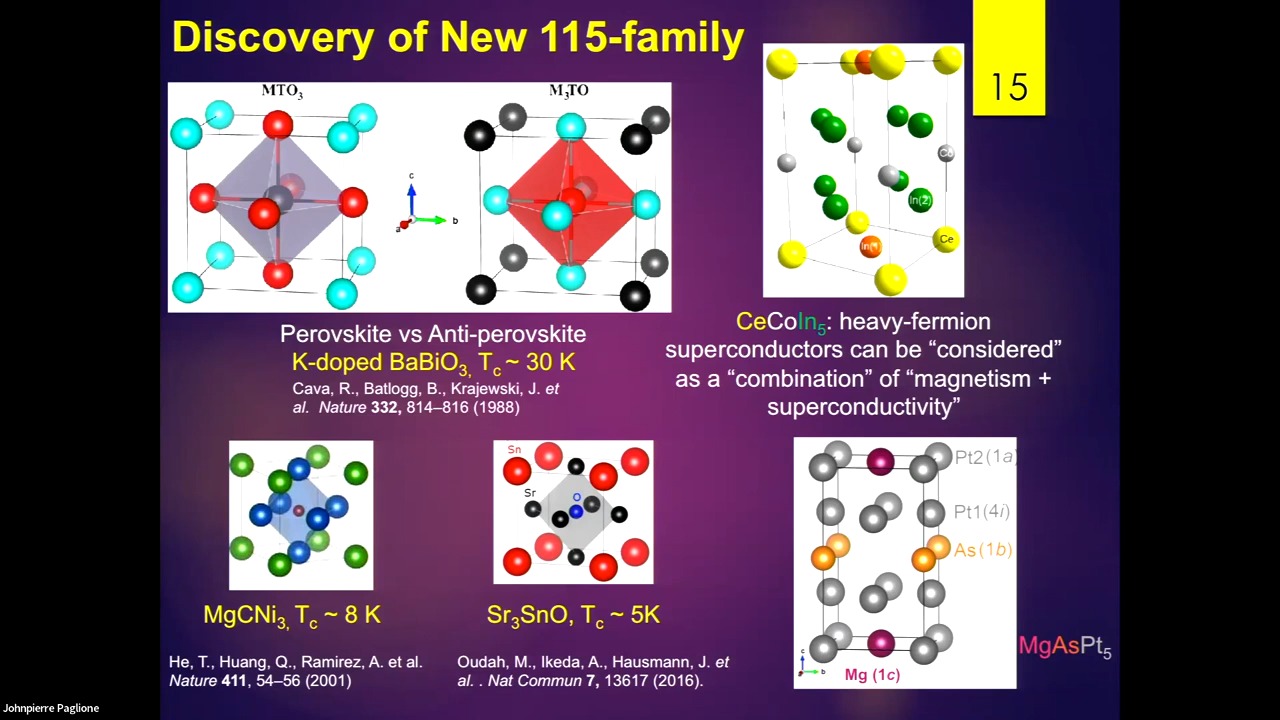 Discovery of New 115-family
15
MTO3
M3TO
c
b
a
Perovskite vs Anti-perovskite
K-doped BaBiO3, Tc ~ 30 K
Cava, R., Batlogg, B., Krajewski, J. et
al. Nature 332, 814–816 (1988)
Co
In(2)
Ce
In(1)
CeCoIn5: heavy-fermion
superconductors can be “considered”
as a “combination” of “magnetism +
superconductivity”
MgCNi3, Tc ~ 8 K
He, T., Huang, Q., Ramirez, A. et al.
Nature 411, 54–56 (2001)
Sn
Sr
O
Sr3SnO, Tc ~ 5K
Oudah, M., Ikeda, A., Hausmann, J. et
al. . Nat Commun 7, 13617 (2016).
Pt2(1a)
Pt1(4i)
As(1b)
c
b
Mg (1c)
MgAsPt5
Johnpierre Paglione